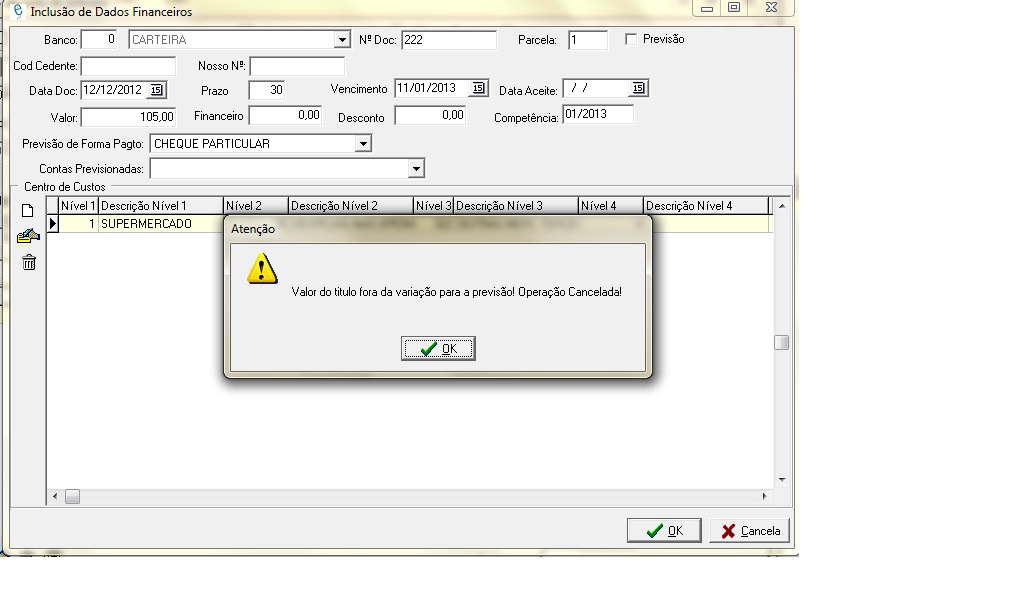 Inclusão de Dados Financeiros
Banco: 0 CARTEIRA Nº Doc: 222 Parcela: 1 Previsão
Cod Cedente: Nosso Nº:
Data Doc: 12/12/2012 15 Prazo 30 Vencimento 11/01/2013 15 Data Aceite: / / 15
Valor: 105,00 Financeiro 0,00 Desconto 0,00 Competência: 01/2013
Previsão de Forma Pagto: CHEQUE PARTICULAR
Contas Previsionadas:
Centro de Custos
Nível 1 Descrição Nível 1 Nível 2 Descrição Nível 2 Nível 3 Descrição Nível 3 Nível 4 Descrição Nível 4
1 SUPERMERCADO
Atenção
Valor do título fora da variação para a previsão! Operação Cancelada!
OK
OK Cancela